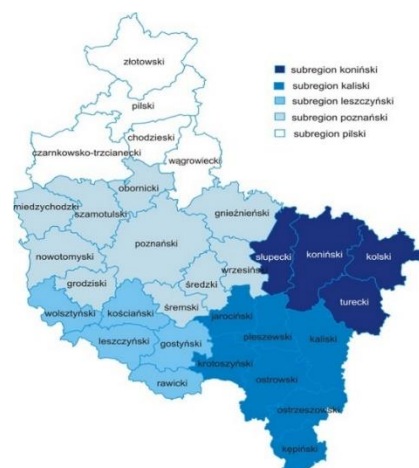 złotowski
subregion koniński
subregion kaliski
subregion leszczyński
subregion poznański
subregion pilski
pilski
chodzieski
czarnkowsko-trzcianecki
wągrowiecki
obornicki
międzychodzki
szamotulski
gnieźnieński
poznański
nowotomyski
wrzesiński
słupecki
koniński
kolski
grodziski
średzki
śremski
turecki
wolsztyński
kościański
jarociński
leszczyński
gostyński
pleszewski
kaliski
krotoszyński
rawicki
ostrowski
ostrzeszowski
kępiński